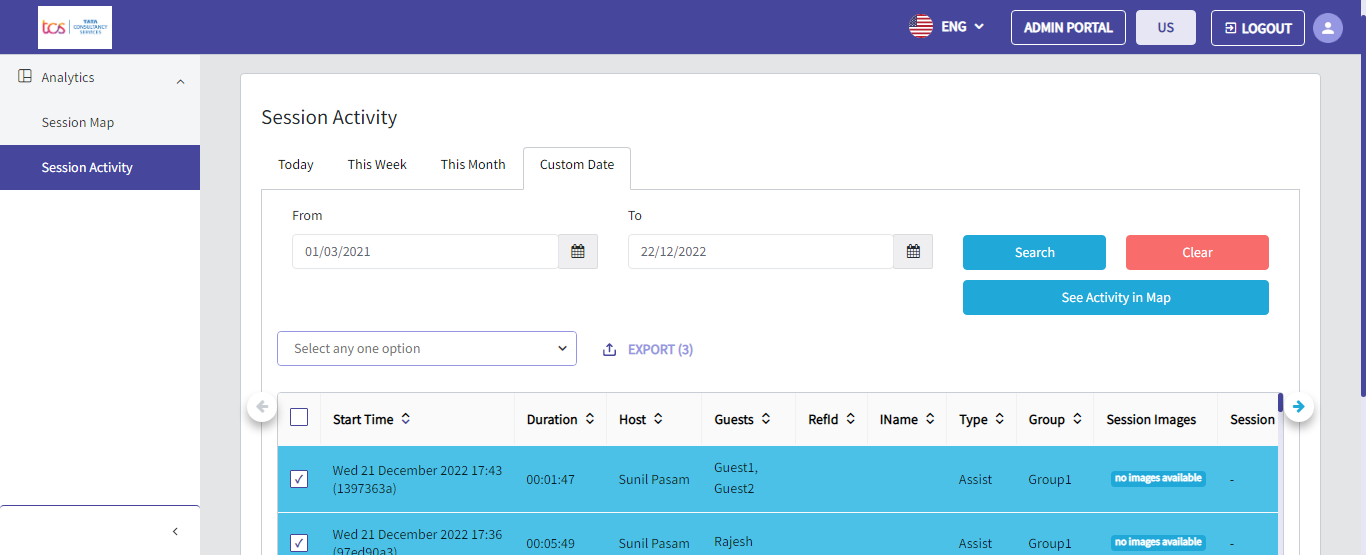 tcs TATA
CONSULTANCY
SERVICES
ENG
ADMIN PORTAL
US
LOGOUT
Analytics
Session Map
Session Activity
Session Activity
Today This Week This Month Custom Date
From To
01/03/2021 22/12/2022 Search Clear
See Activity in Map
Select any one option EXPORT (3)
Start Time Duration Host Guests RefId IName Type Group Session Images Session
Wed 21 December 2022 17:43
(1397363a)
00:01:47 Sunil Pasam
Guest1,
Guest2
Assist Group1 no images available -
Wed 21 December 2022 17:36
(97ed90a3)
00:05:49 Sunil Pasam Rajesh Assist Group1 no images available -